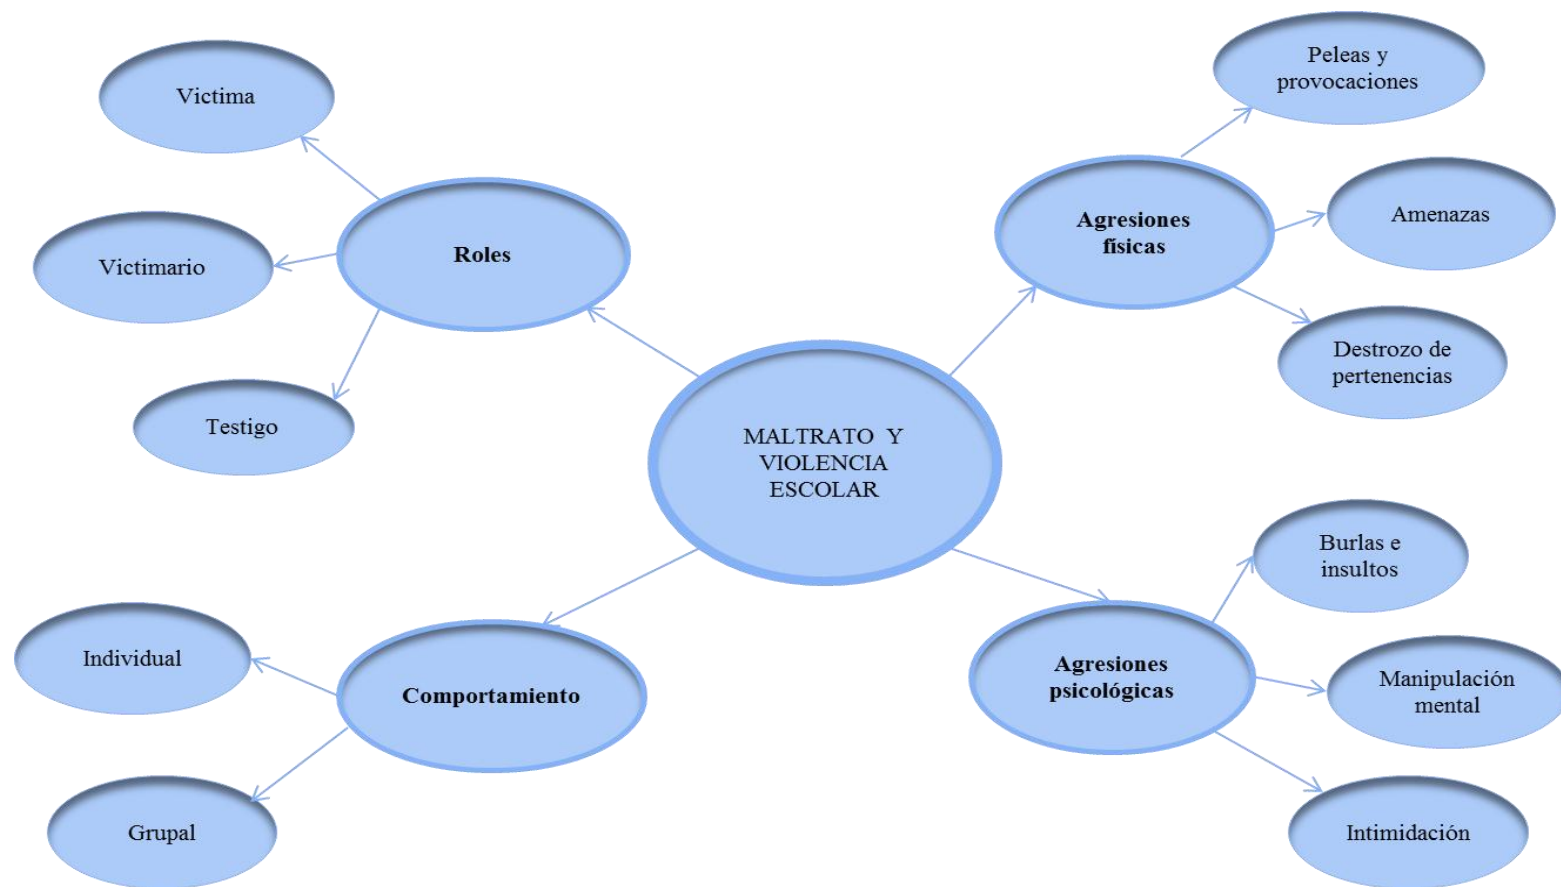 MALTRATO Y
VIOLENCIA
ESCOLAR
Roles
Victima
Victimario
Testigo
Agresiones
físicas
Peleas y
provocaciones
Amenazas
Destrozo de
pertenencias
Comportamiento
Individual
Grupal
Agresiones
psicológicas
Burlas e
insultos
Manipulación
mental
Intimidación